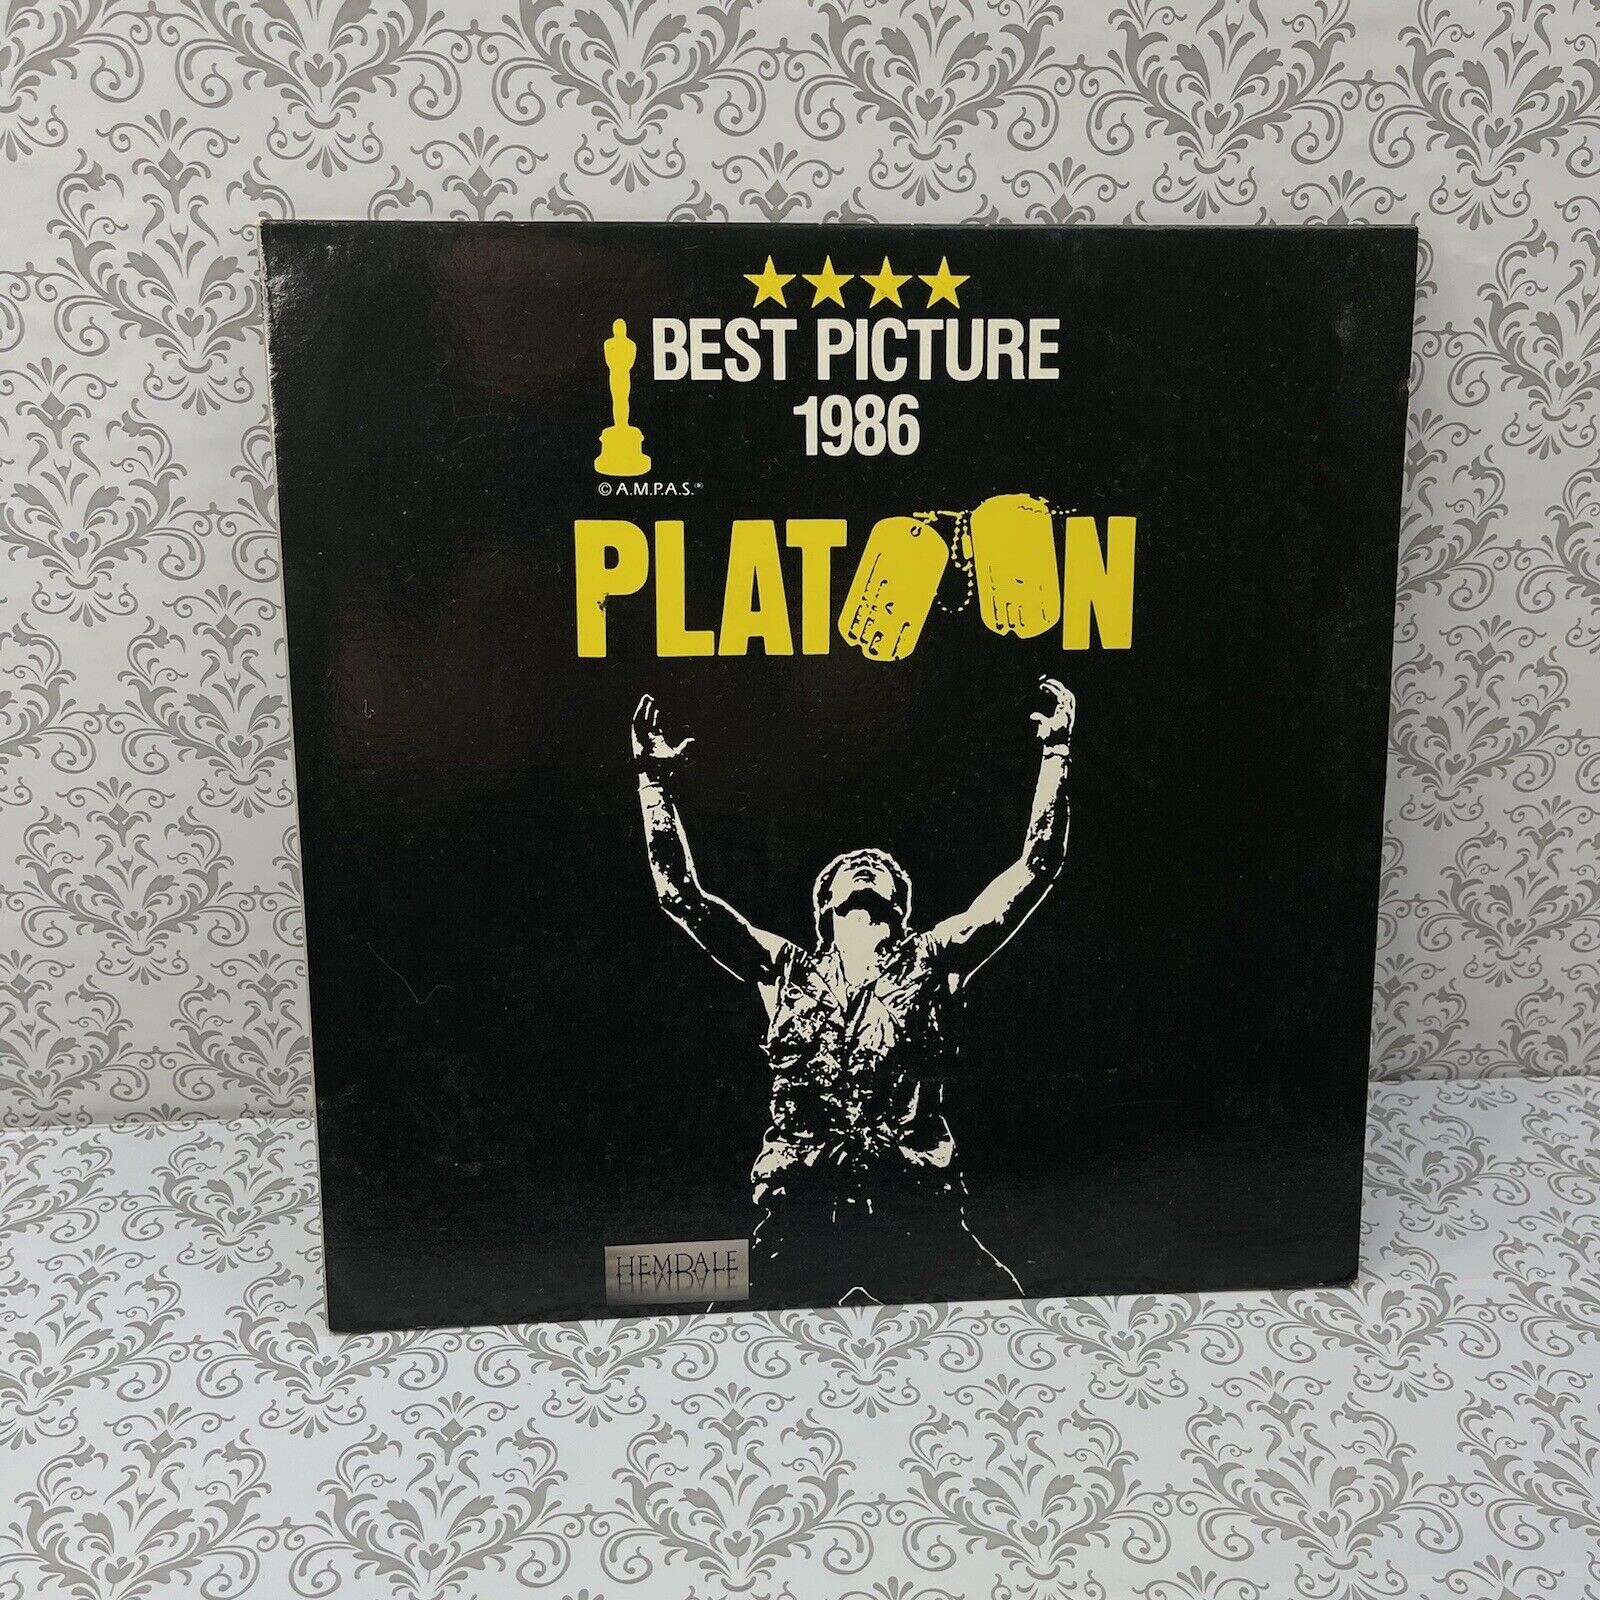 BEST PICTURE
1986
© A.M.P.A.S.®
PLATOON
HEMDALE